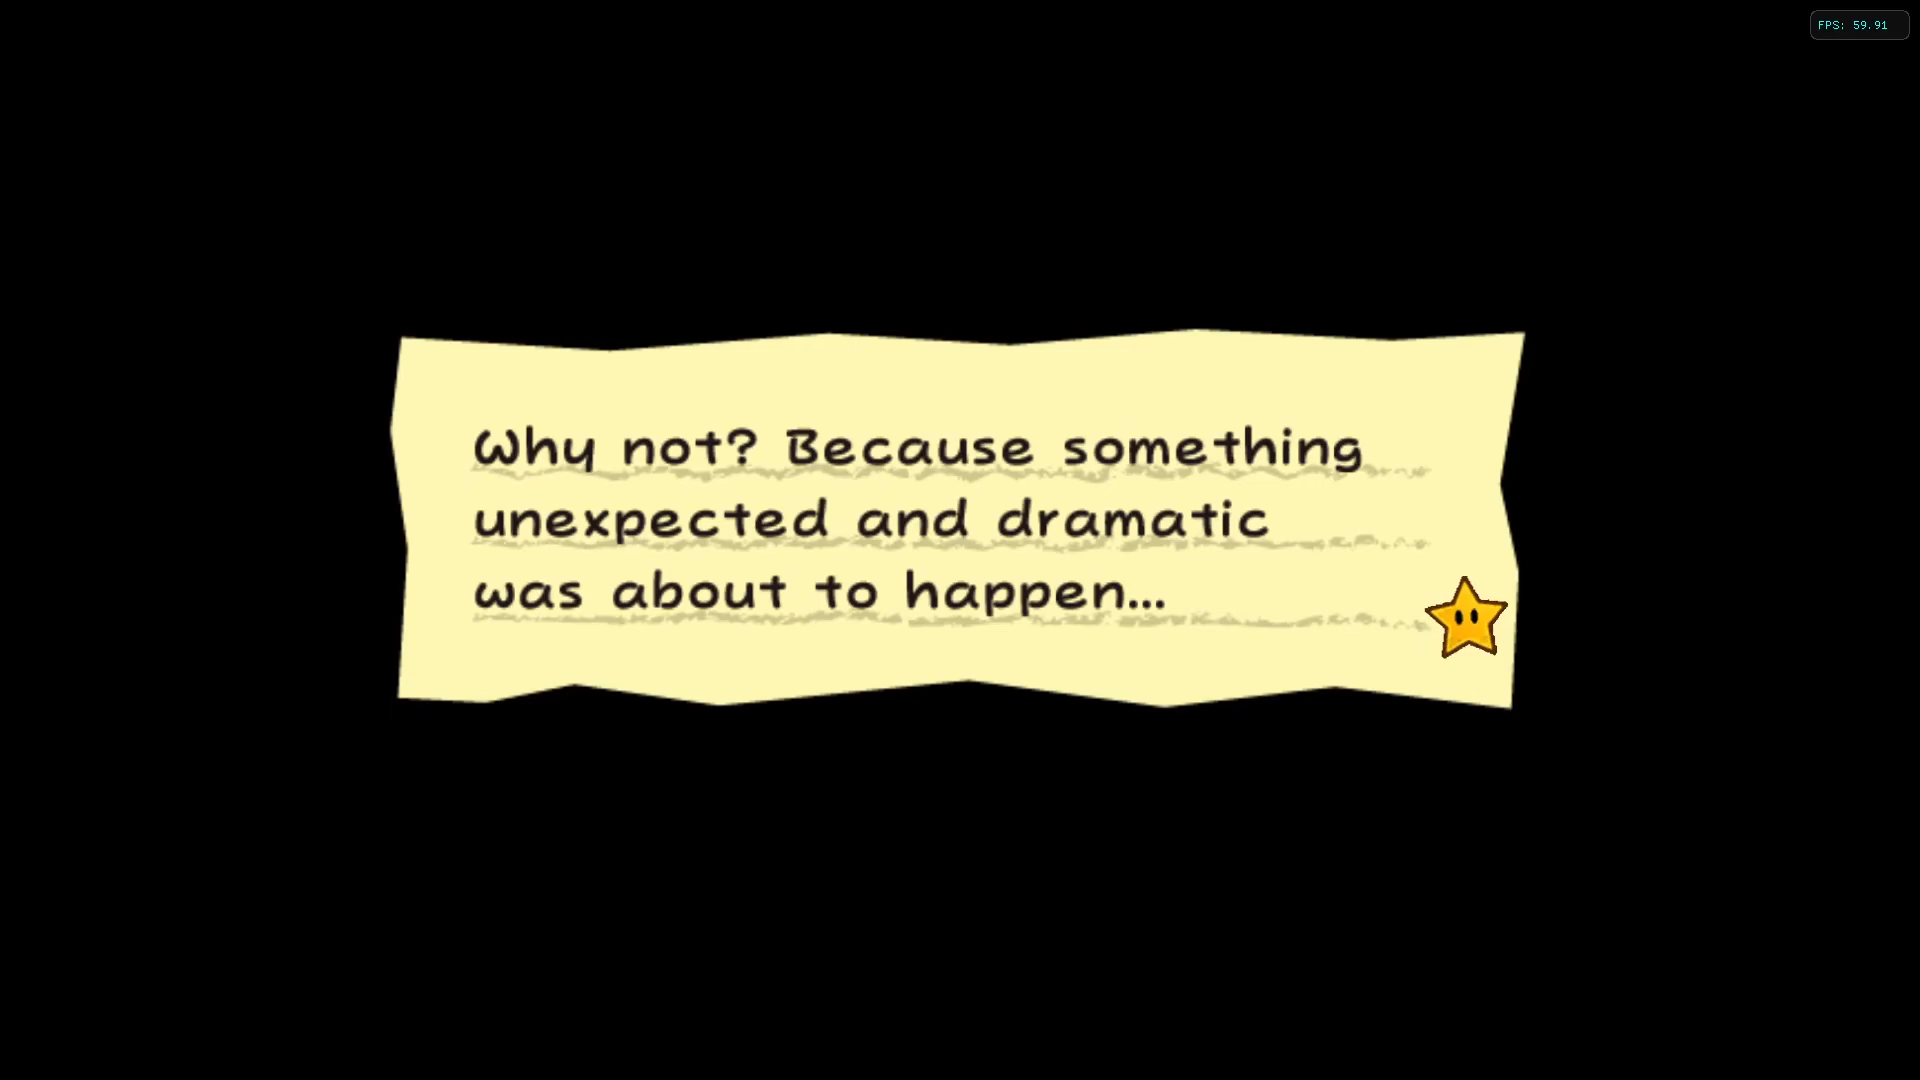 FPS: 59.91
Why not? Because something
unexpected and dramatic
was about to happen...